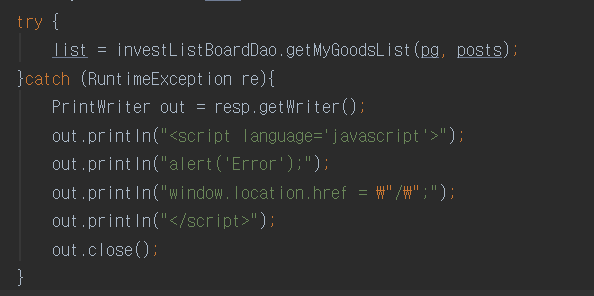 try {
    list = investListBoardDao.getMyGoodsList(pg, posts);
}catch (RuntimeException re){
    PrintWriter out = resp.getWriter();
    out.println("<script language='javascript'>");
    out.println("alert('Error');");
    out.println("window.location.href = ₩"/₩";");
    out.println("</script>");
    out.close();
}